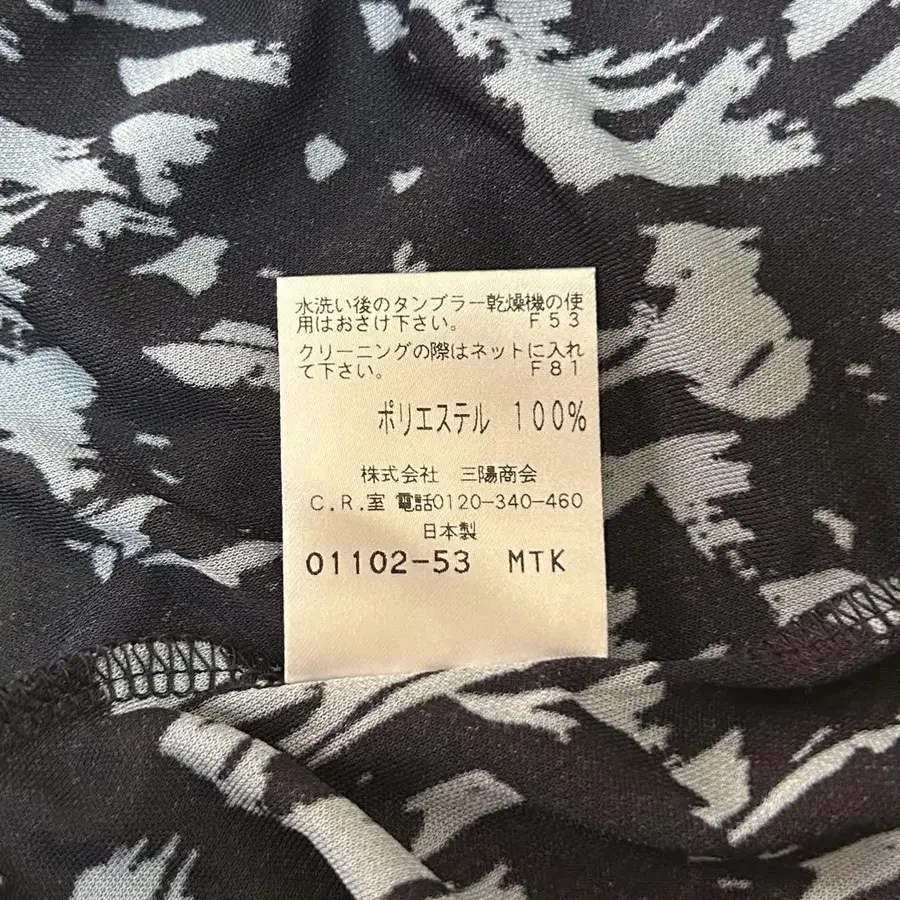 水洗い後のタンブラー乾燥機の使
用はおさけ下さい。 F53
クリーニングの際はネットに入れ
て下さい。 F81
ポリエステル 100%
株式会社 三陽商会
C.R.室 電話0120-340-460
日本製
01102-53 MTK